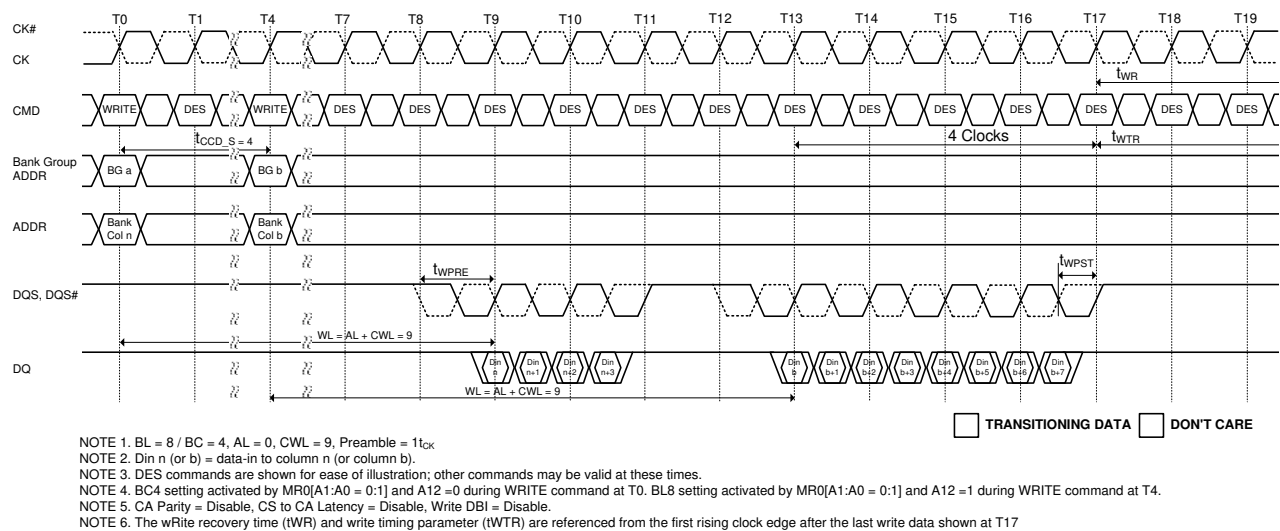 T0 T1 T4 T7 T8 T9 T10 T11 T12 T13 T14 T15 T16 T17 T18 T19
CK#
CK
tWR
CMD WRITE DES WRITE DES DES DES DES DES DES DES DES DES DES DES DES DES
tCCD_S = 4
4 Clocks
tWTR
Bank Group
ADDR
BG a BG b
ADDR
Bank
Col n
Bank
Col b
tWPRE
tWPST
DQS, DQS#
WL = AL + CWL = 9
DQ
Din
n
Din
n+1
Din
n+2
Din
n+3
Din
b
Din
b+1
Din
b+2
Din
b+3
Din
b+4
Din
b+5
Din
b+6
Din
b+7
WL = AL + CWL = 9
TRANSITIONING DATA DON'T CARE
NOTE 1. BL = 8 / BC = 4, AL = 0, CWL = 9, Preamble = 1tCK
NOTE 2. Din n (or b) = data-in to column n (or column b).
NOTE 3. DES commands are shown for ease of illustration; other commands may be valid at these times.
NOTE 4. BC4 setting activated by MR0[A1:A0 = 0:1] and A12 =0 during WRITE command at T0. BL8 setting activated by MR0[A1:A0 = 0:1] and A12 =1 during WRITE command at T4.
NOTE 5. CA Parity = Disable, CS to CA Latency = Disable, Write DBI = Disable.
NOTE 6. The wRite recovery time (tWR) and write timing parameter (tWTR) are referenced from the first rising clock edge after the last write data shown at T17